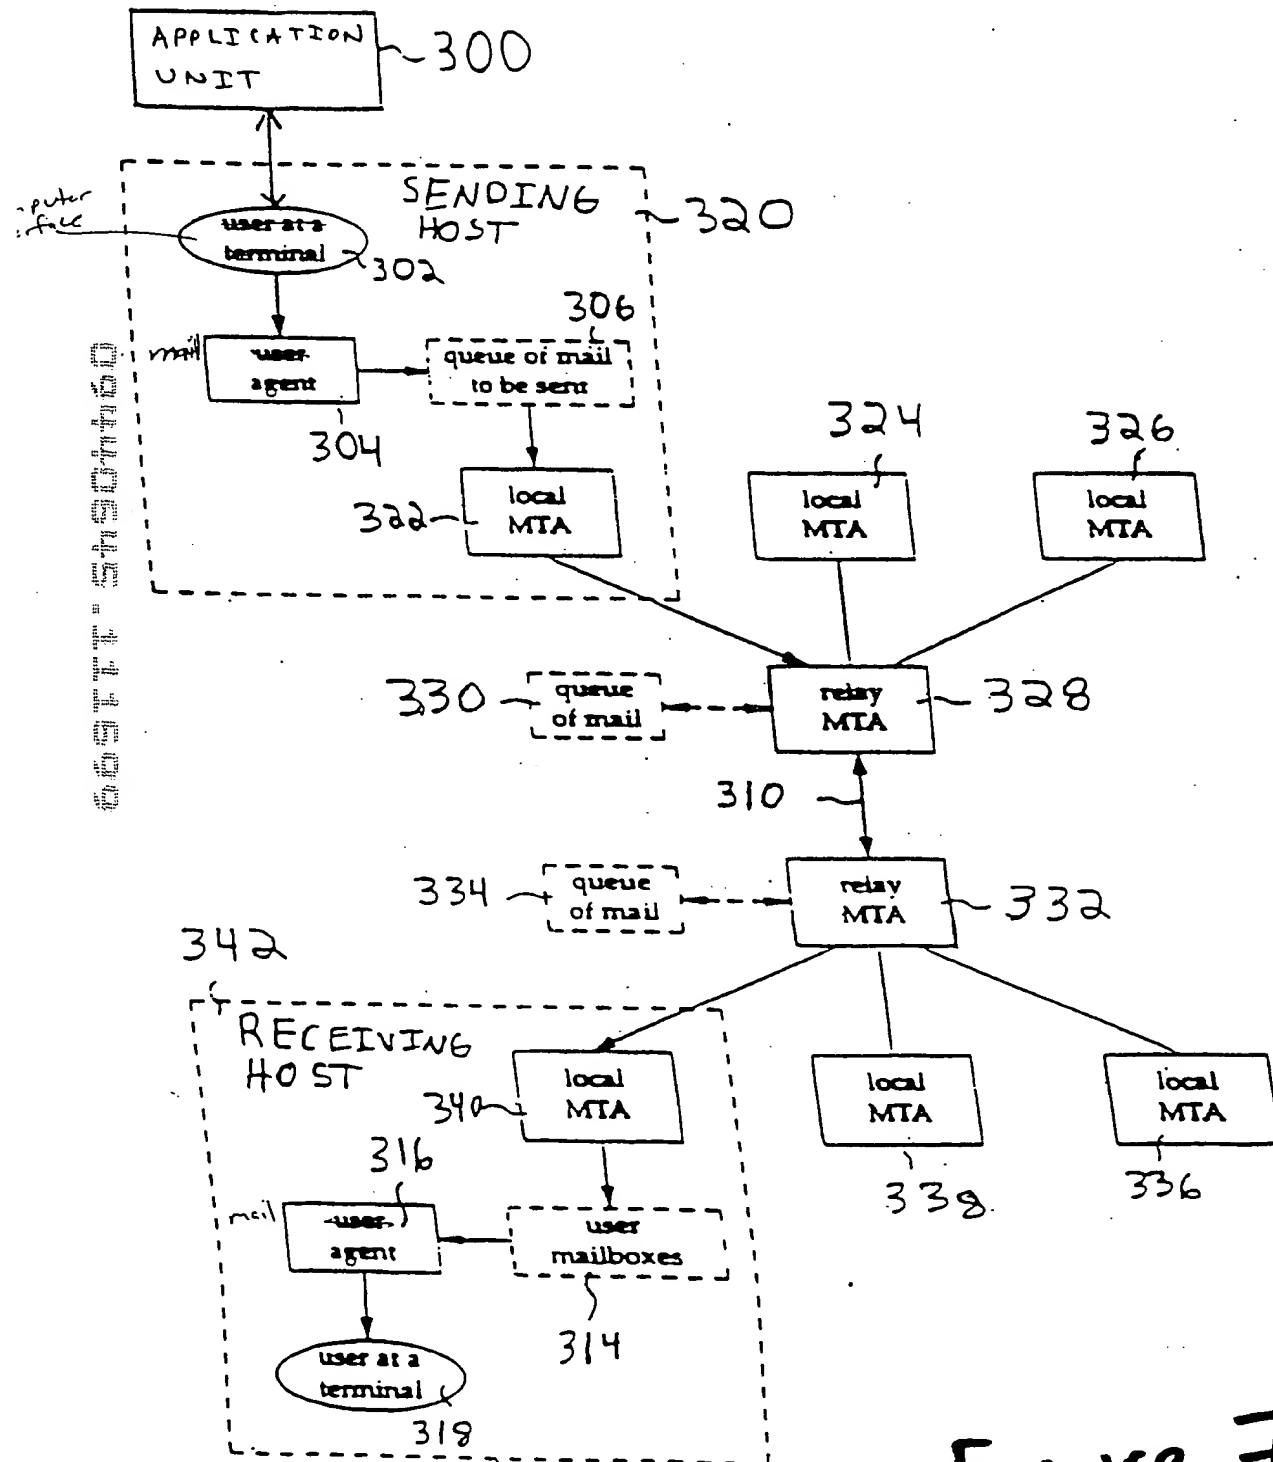 APPLICATION
UNIT
300
SENDING
HOST
320
user at a
terminal
302
306
mail
user
agent
queue of mail
to be sent
304
324
326
322
local
MTA
local
MTA
local
MTA
330
queue
of mail
relay
MTA
328
310
334
queue
of mail
relay
MTA
332
342
RECEIVING
HOST
340
local
MTA
local
MTA
local
MTA
316
338
336
mail
user
agent
user
mailboxes
314
user at a
terminal
318